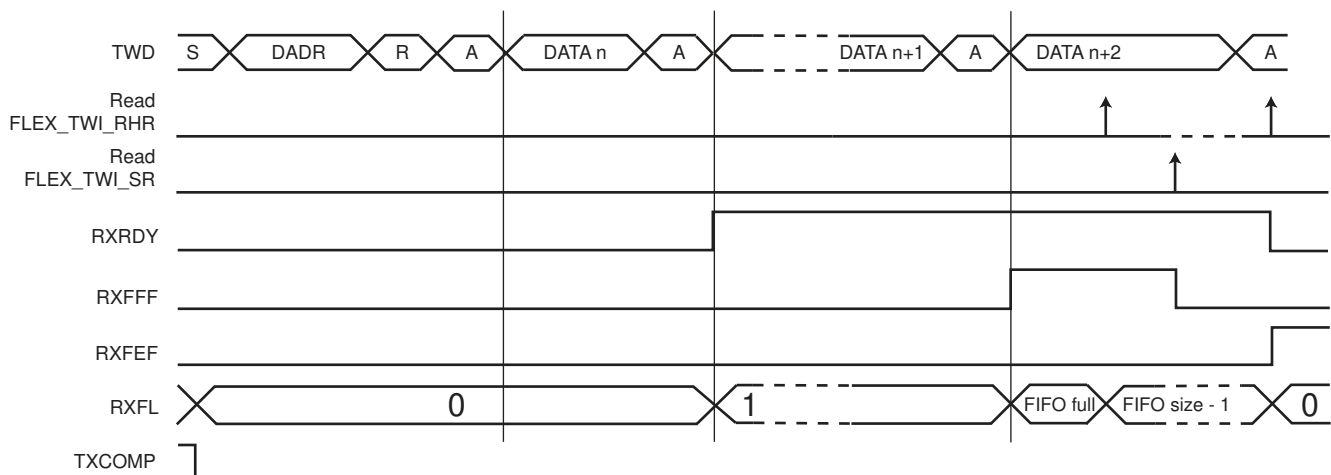 TWD S DADR R A DATA n A DATA n+1 A DATA n+2 A
Read
FLEX_TWI_RHR
Read
FLEX_TWI_SR
RXRDY
RXFFF
RXFEF
RXFL 0 1 FIFO full FIFO size - 1 0
TXCOMP